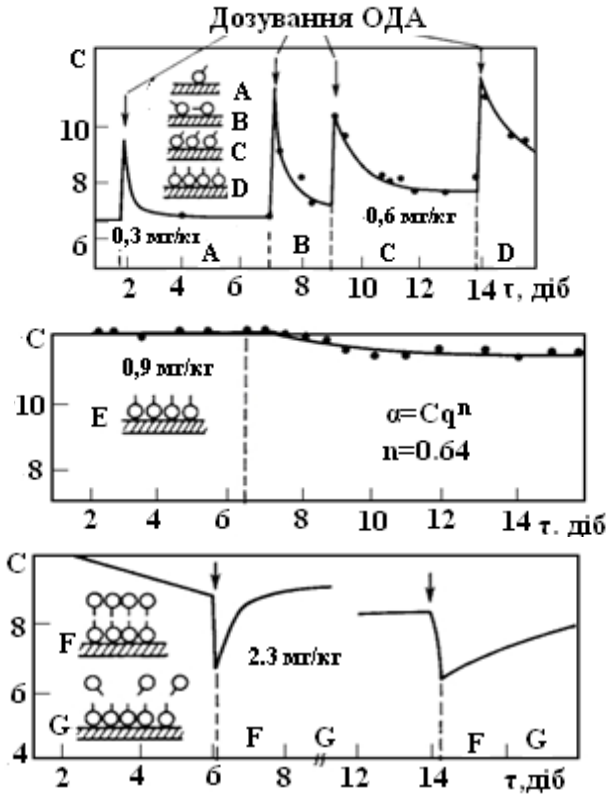 Дозування ОДА
C
A
B
C
D
10
8
6
0,3 мг/кг
0,6 мг/кг
A B C D
2 4 6 8 10 12 14 τ, діб
C
0,9 мг/кг
10
E
α=Cqⁿ
n=0.64
8
2 4 6 8 10 12 14 τ. діб
C
8
F
2.3 мг/кг
6
G
F G F G
4
2 4 6 8 12 14 τ,діб